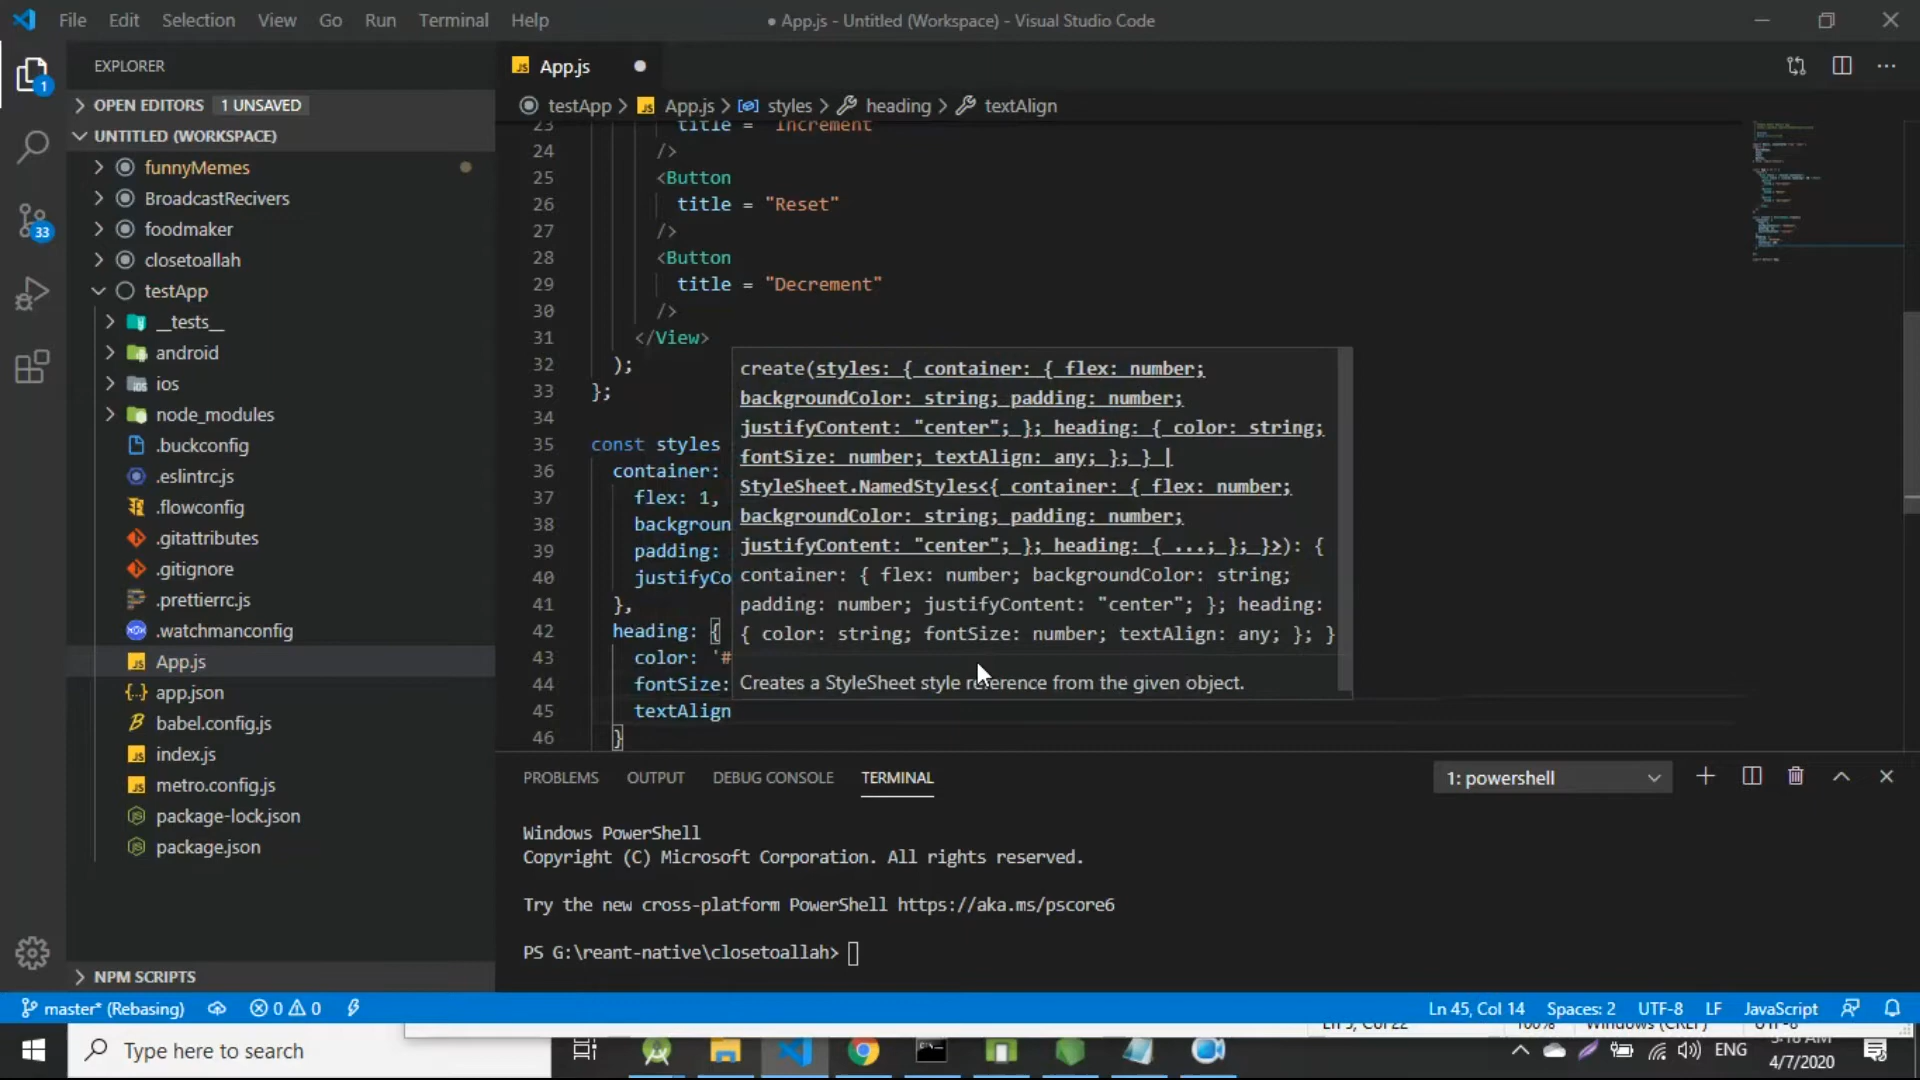 File Edit Selection View Go Run Terminal Help
● App.js - Untitled (Workspace) - Visual Studio Code
EXPLORER
OPEN EDITORS 1 UNSAVED
UNTITLED (WORKSPACE)
funnyMemes
BroadcastRecivers
foodmaker
closetoallah
testApp
__tests__
android
ios
node_modules
.buckconfig
.eslintrc.js
.flowconfig
.gitattributes
.gitignore
.prettierrc.js
.watchmanconfig
App.js
app.json
babel.config.js
index.js
metro.config.js
package-lock.json
package.json
NPM SCRIPTS
1
33
App.js
testApp > App.js > styles > heading > textAlign
23 title = "Increment
24 />
25 <Button
26 title = "Reset"
27 />
28 <Button
29 title = "Decrement"
30 />
31 </View>
32 );
33 };
34
35 const styles
36 container:
37 flex: 1,
38 backgroun
39 padding:
40 justifyCo
41 },
42 heading: {
43 color: '#
44 fontSize:
45 textAlign
46 }
create(styles: { container: { flex: number;
backgroundColor: string; padding: number;
justifyContent: "center"; }; heading: { color: string;
fontSize: number; textAlign: any; }; } |
StyleSheet.NamedStyles<{ container: { flex: number;
backgroundColor: string; padding: number;
justifyContent: "center"; }; heading: { ...; }; }>): {
container: { flex: number; backgroundColor: string;
padding: number; justifyContent: "center"; }; heading:
{ color: string; fontSize: number; textAlign: any; }; }
Creates a StyleSheet style reference from the given object.
PROBLEMS OUTPUT DEBUG CONSOLE TERMINAL
1: powershell
Windows PowerShell
Copyright (C) Microsoft Corporation. All rights reserved.
Try the new cross-platform PowerShell https://aka.ms/pscore6
PS G:\reant-native\closetoallah>
master* (Rebasing) 0 0
Ln 45, Col 14 Spaces: 2 UTF-8 LF JavaScript
Type here to search
ENG
4/7/2020